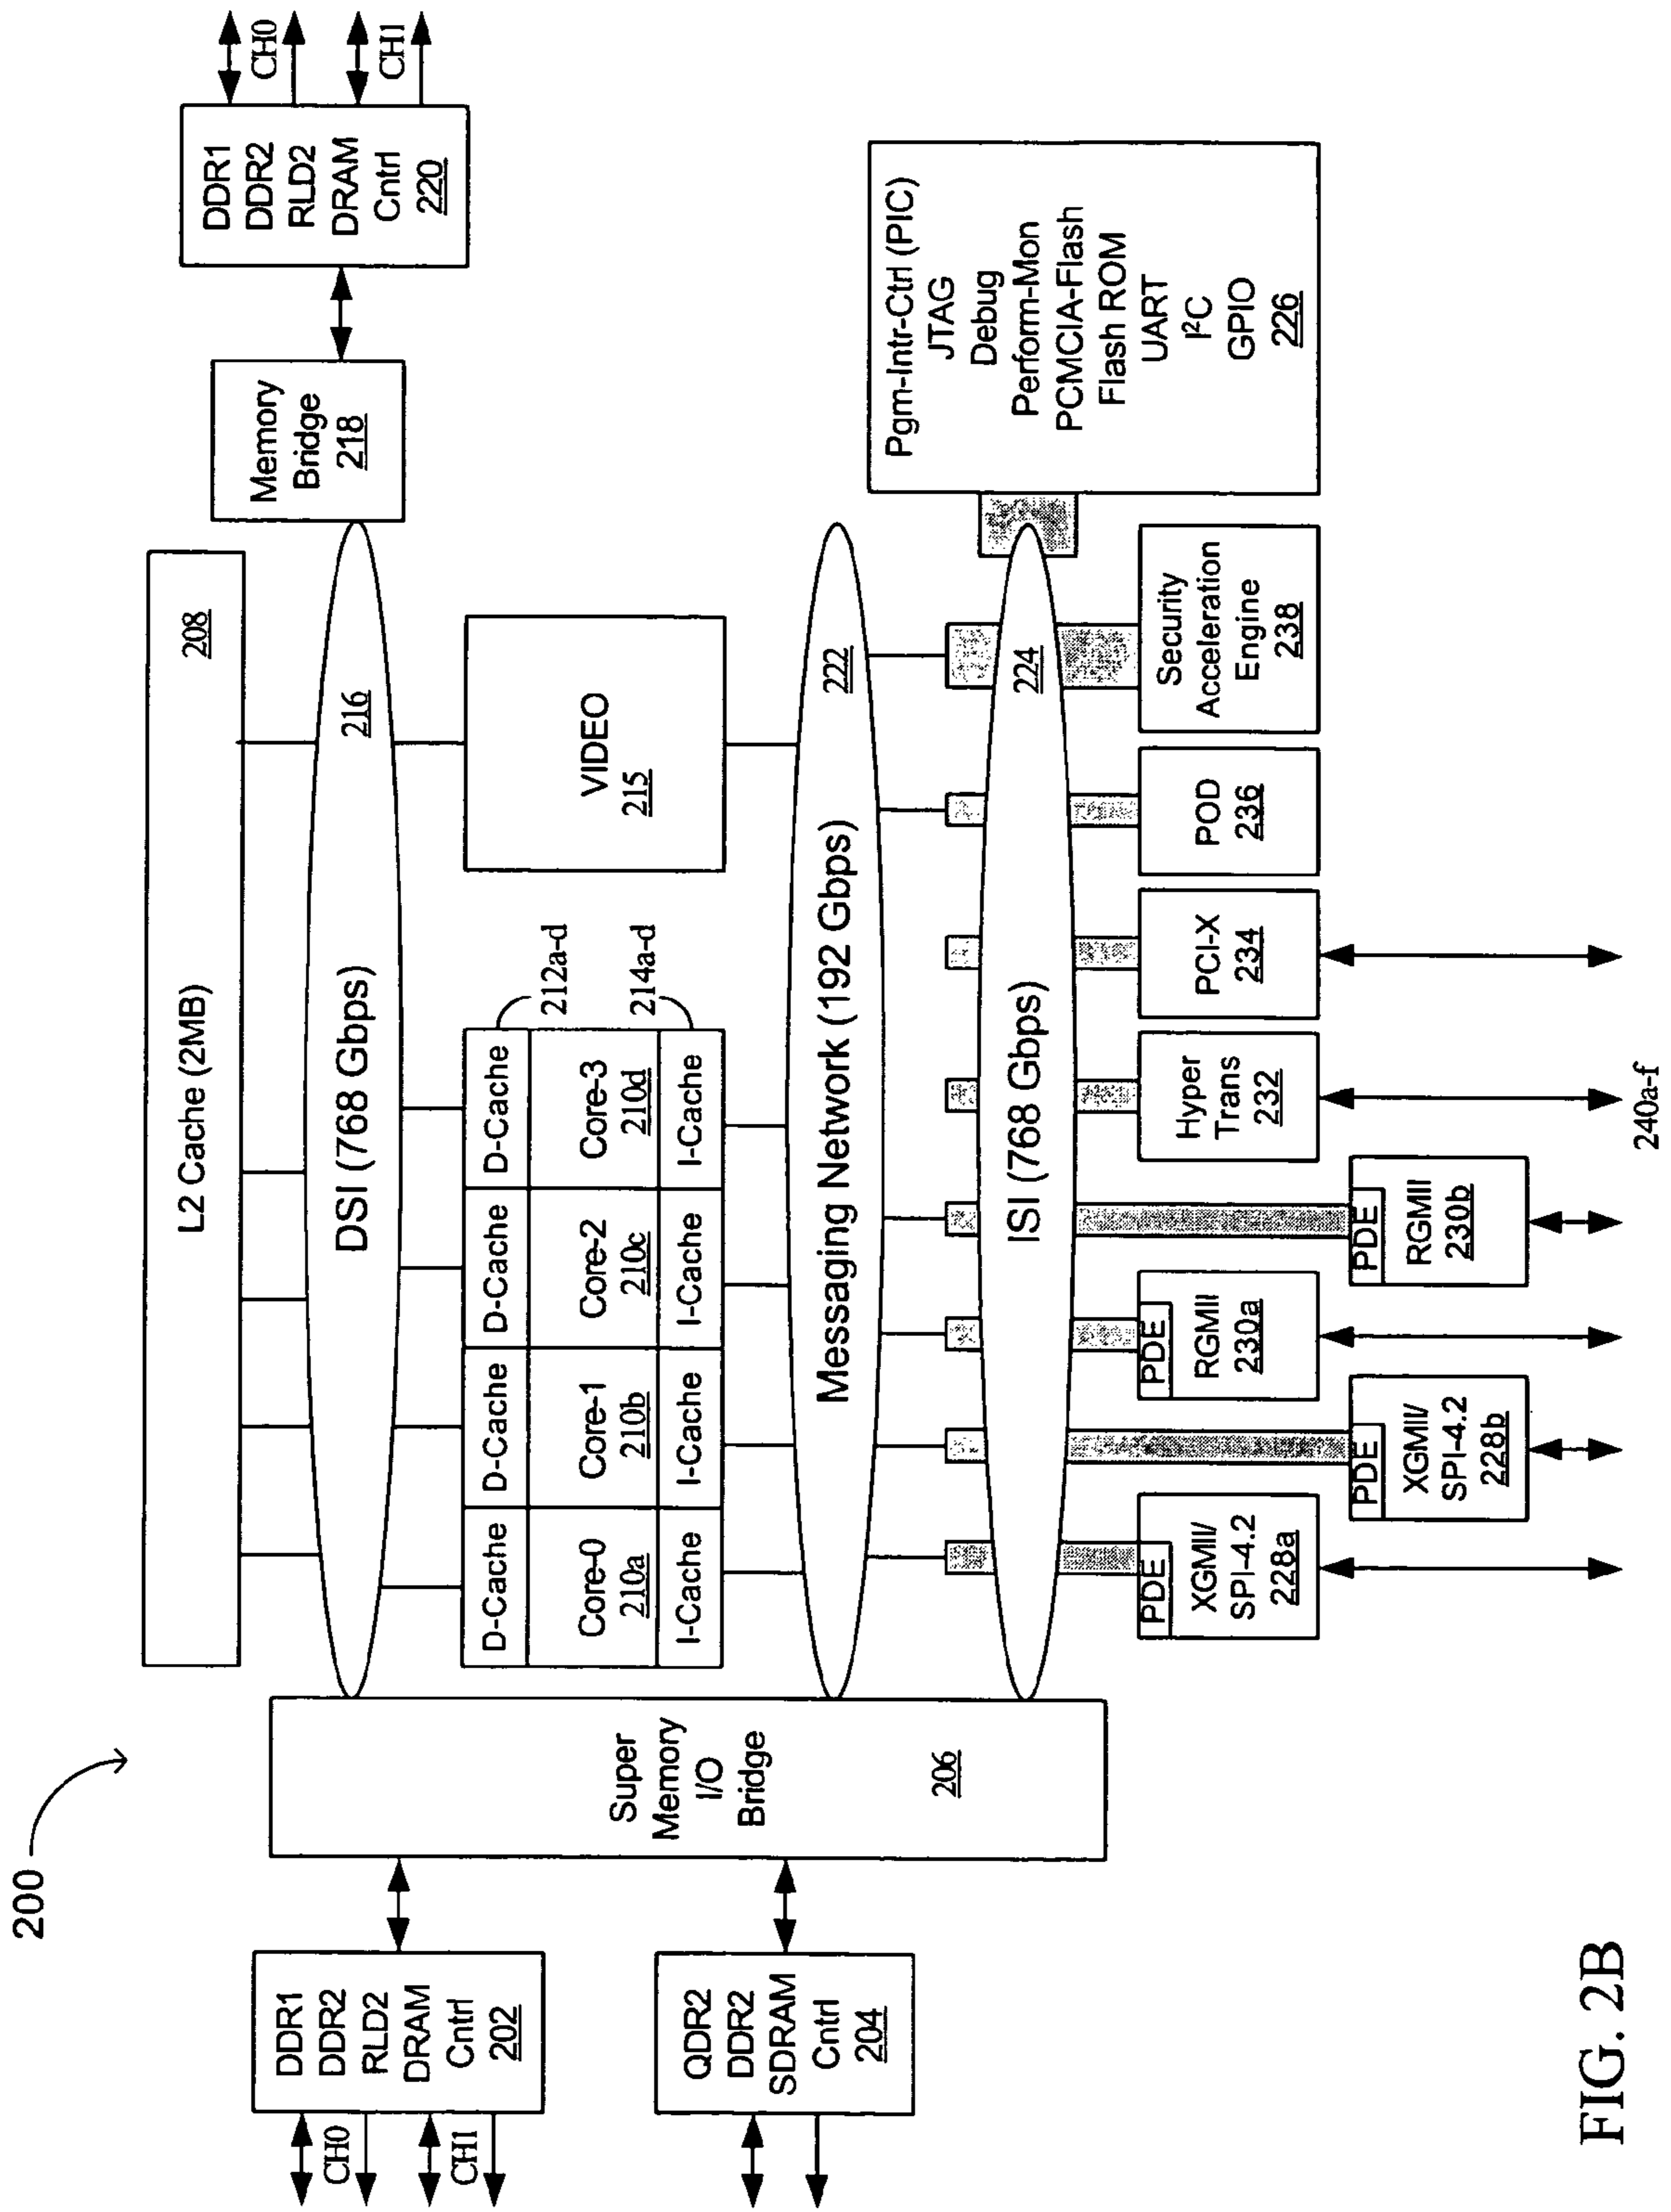 200
L2 Cache (2MB)
208
DDR1
DDR2
RLD2
DRAM
Cntrl
202
CH0
CH1
QDR2
DDR2
SDRAM
Cntrl
204
Super
Memory
I/O
Bridge
206
DSI (768 Gbps)
216
Memory
Bridge
218
DDR1
DDR2
RLD2
DRAM
Cntrl
220
CH0
CH1
D-Cache
D-Cache
D-Cache
D-Cache
212a-d
Core-0
210a
Core-1
210b
Core-2
210c
Core-3
210d
I-Cache
I-Cache
I-Cache
I-Cache
214a-d
VIDEO
215
Messaging Network (192 Gbps)
222
ISI (768 Gbps)
224
Pgm-Intr-Ctrl (PIC)
JTAG
Debug
Perform-Mon
PCMCIA-Flash
Flash ROM
UART
I²C
GPIO
226
PDE
XGMII/
SPI-4.2
228a
PDE
XGMII/
SPI-4.2
228b
PDE
RGMII
230a
PDE
RGMII
230b
Hyper
Trans
232
PCI-X
234
POD
236
Security
Acceleration
Engine
238
240a-f
FIG. 2B